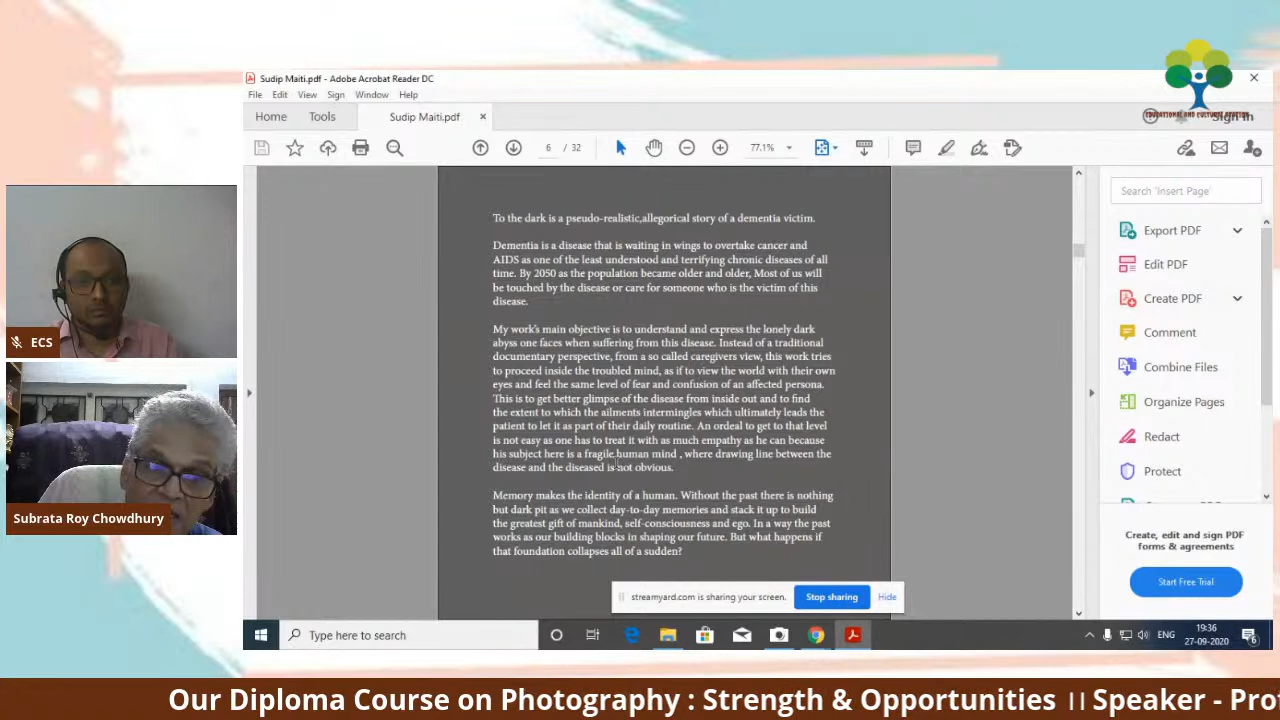 Sudip Maiti.pdf - Adobe Acrobat Reader DC
File Edit View Sign Window Help
Home Tools Sudip Maiti.pdf ×
6 / 32 77.1%
Sign In
EDUCATIONAL AND CULTURAL STATION
Search 'Insert Page'
Export PDF
Edit PDF
Create PDF
Comment
Combine Files
Organize Pages
Redact
Protect
Create, edit and sign PDF
forms & agreements
Start Free Trial
To the dark is a pseudo-realistic,allegorical story of a dementia victim.
Dementia is a disease that is waiting in wings to overtake cancer and
AIDS as one of the least understood and terrifying chronic diseases of all
time. By 2050 as the population became older and older, Most of us will
be touched by the disease or care for someone who is the victim of this
disease.
My work's main objective is to understand and express the lonely dark
abyss one faces when suffering from this disease. Instead of a traditional
documentary perspective, from a so called caregivers view, this work tries
to proceed inside the troubled mind, as if to view the world with their own
eyes and feel the same level of fear and confusion of an affected persona.
This is to get better glimpse of the disease from inside out and to find
the extent to which the ailments intermingles which ultimately leads the
patient to let it as part of their daily routine. An ordeal to get to that level
is not easy as one has to treat it with as much empathy as he can because
his subject here is a fragile human mind , where drawing line between the
disease and the diseased is not obvious.
Memory makes the identity of a human. Without the past there is nothing
but dark pit as we collect day-to-day memories and stack it up to build
the greatest gift of mankind, self-consciousness and ego. In a way the past
works as our building blocks in shaping our future. But what happens if
that foundation collapses all of a sudden?
streamyard.com is sharing your screen. Stop sharing Hide
ECS
Subrata Roy Chowdhury
Type here to search
ENG
19:36
27-09-2020
6
Our Diploma Course on Photography : Strength & Opportunities ।। Speaker - Pro